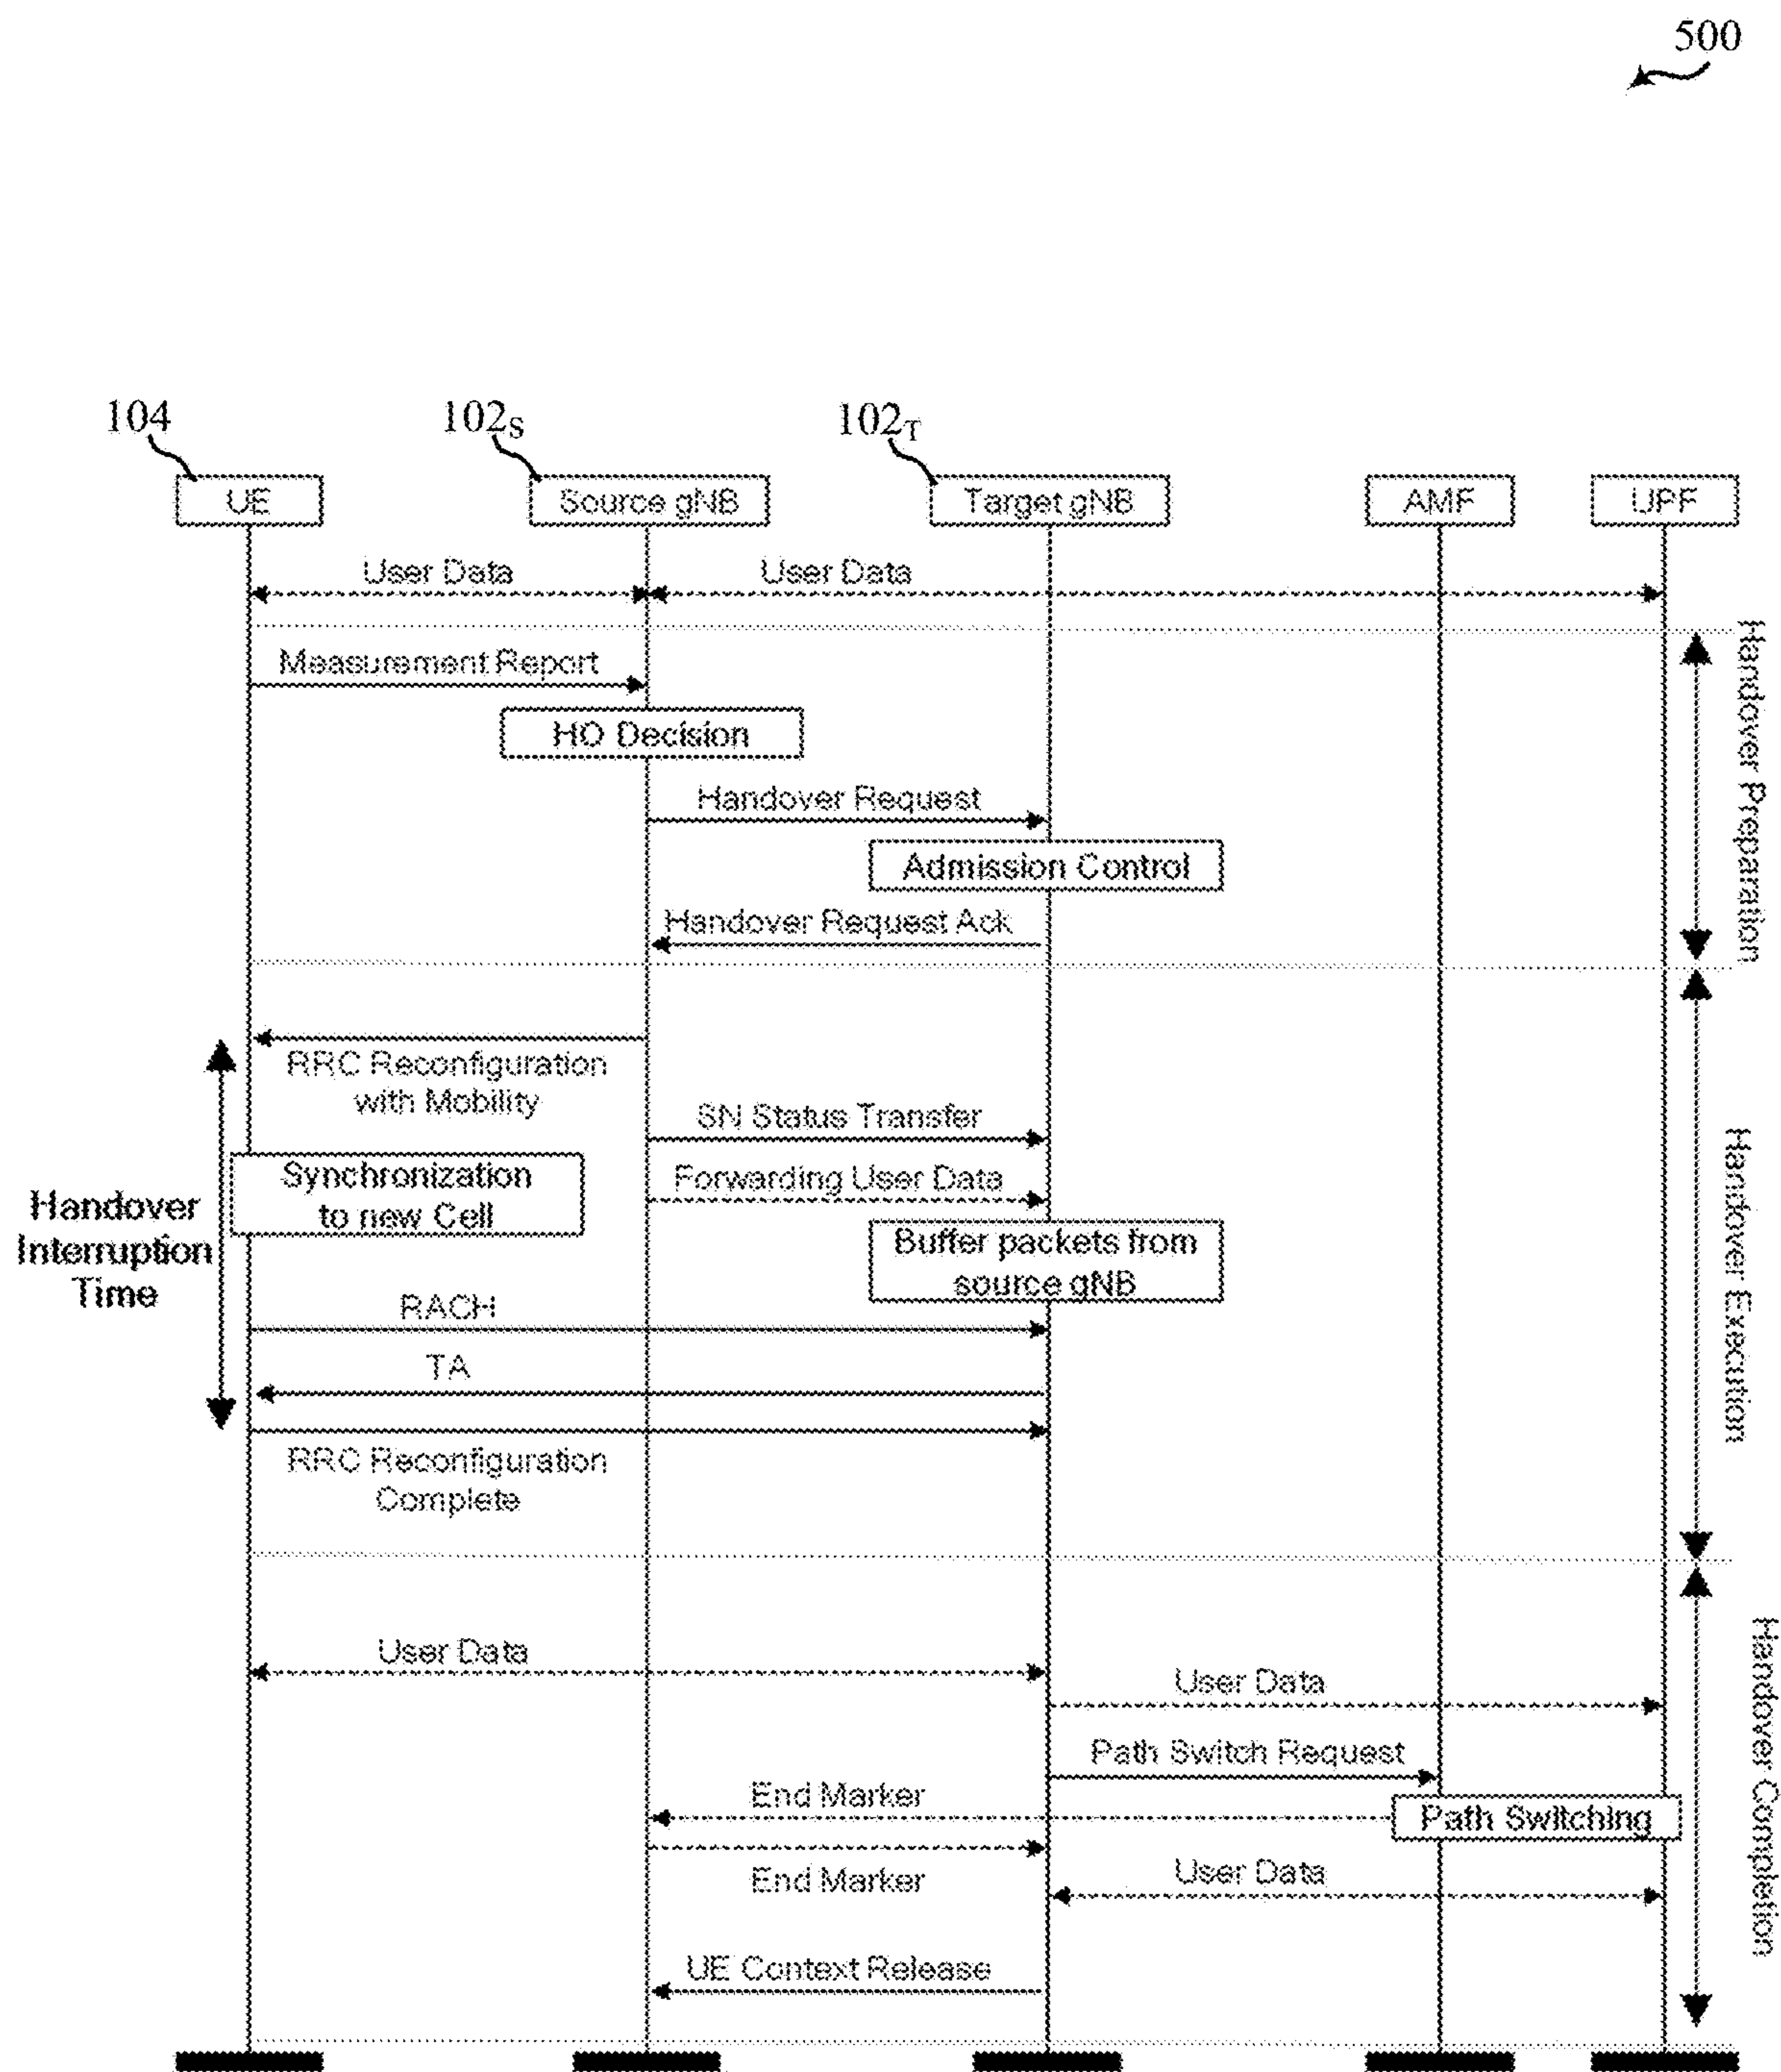 500
104
102S
102T
UE
Source gNB
Target gNB
AMF
UPF
User Data
User Data
Handover Preparation
Measurement Report
HO Decision
Handover Request
Admission Control
Handover Request Ack
Handover Execution
RRC Reconfiguration
with Mobility
SN Status Transfer
Handover
Interruption
Time
Synchronization
to new Cell
Forwarding User Data
Buffer packets from
source gNB
RACH
TA
RRC Reconfiguration
Complete
Handover Completion
User Data
User Data
Path Switch Request
End Marker
Path Switching
End Marker
User Data
UE Context Release